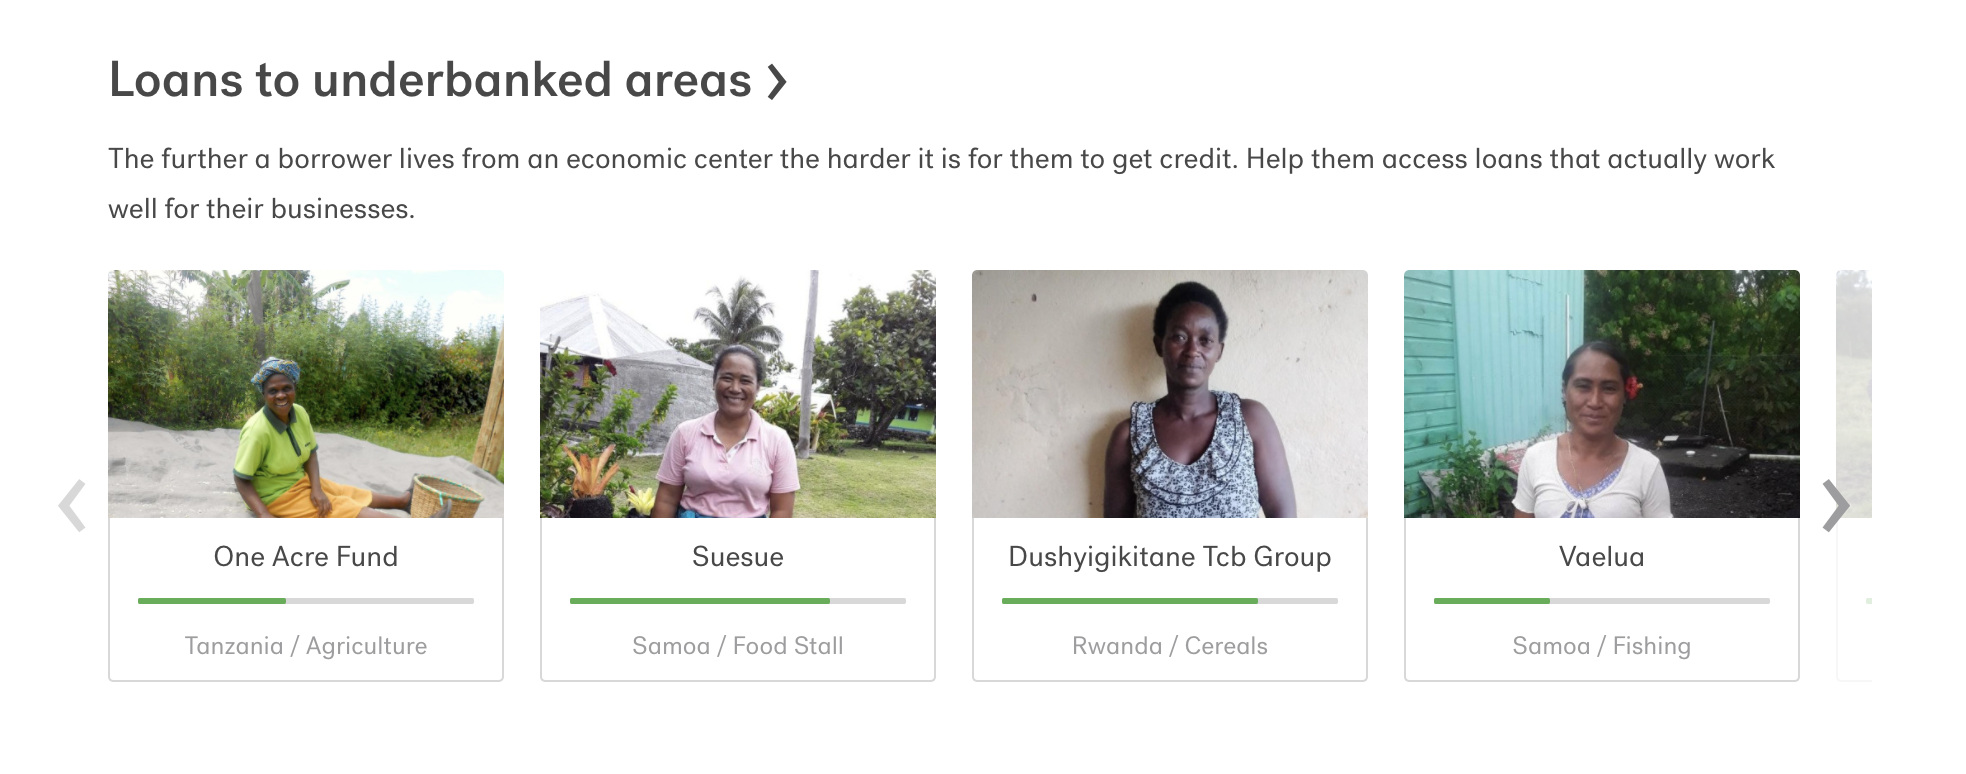 Loans to underbanked areas
The further a borrower lives from an economic center the harder it is for them to get credit. Help them access loans that actually work
well for their businesses.
One Acre Fund
Tanzania / Agriculture
Suesue
Samoa / Food Stall
Dushyigikitane Tcb Group
Rwanda / Cereals
Vaelua
Samoa / Fishing